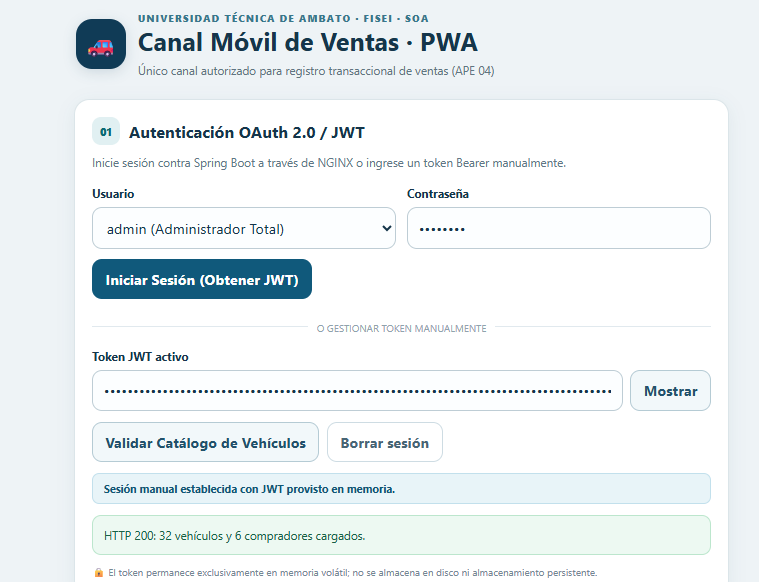 UNIVERSIDAD TÉCNICA DE AMBATO · FISEI · SOA
Canal Móvil de Ventas · PWA
Único canal autorizado para registro transaccional de ventas (APE 04)
01 Autenticación OAuth 2.0 / JWT
Inicie sesión contra Spring Boot a través de NGINX o ingrese un token Bearer manualmente.
Usuario Contraseña
admin (Administrador Total) ••••••••
Iniciar Sesión (Obtener JWT)
O GESTIONAR TOKEN MANUALMENTE
Token JWT activo
Mostrar
Validar Catálogo de Vehículos Borrar sesión
Sesión manual establecida con JWT provisto en memoria.
HTTP 200: 32 vehículos y 6 compradores cargados.
El token permanece exclusivamente en memoria volátil; no se almacena en disco ni almacenamiento persistente.